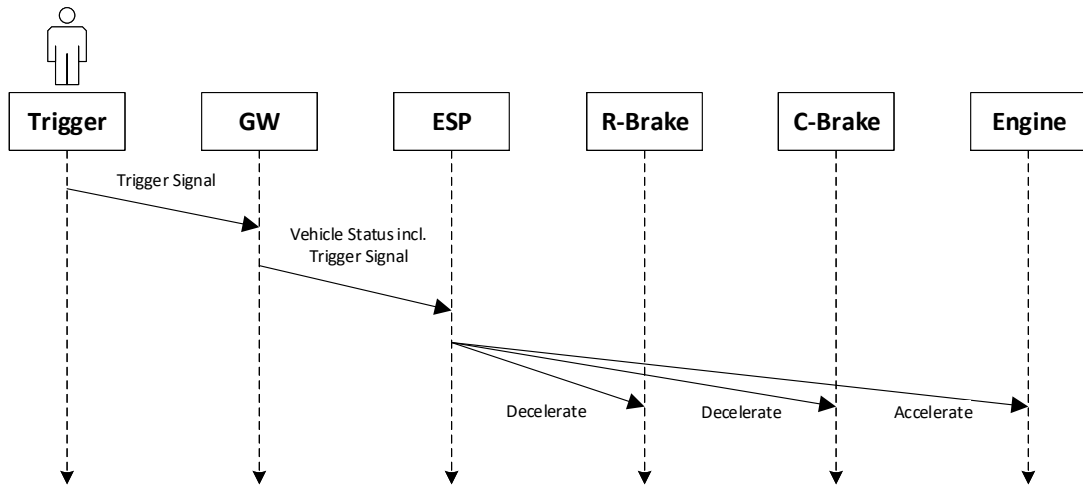 Trigger
GW
ESP
R-Brake
C-Brake
Engine
Trigger Signal
Vehicle Status incl.
Trigger Signal
Decelerate
Decelerate
Accelerate